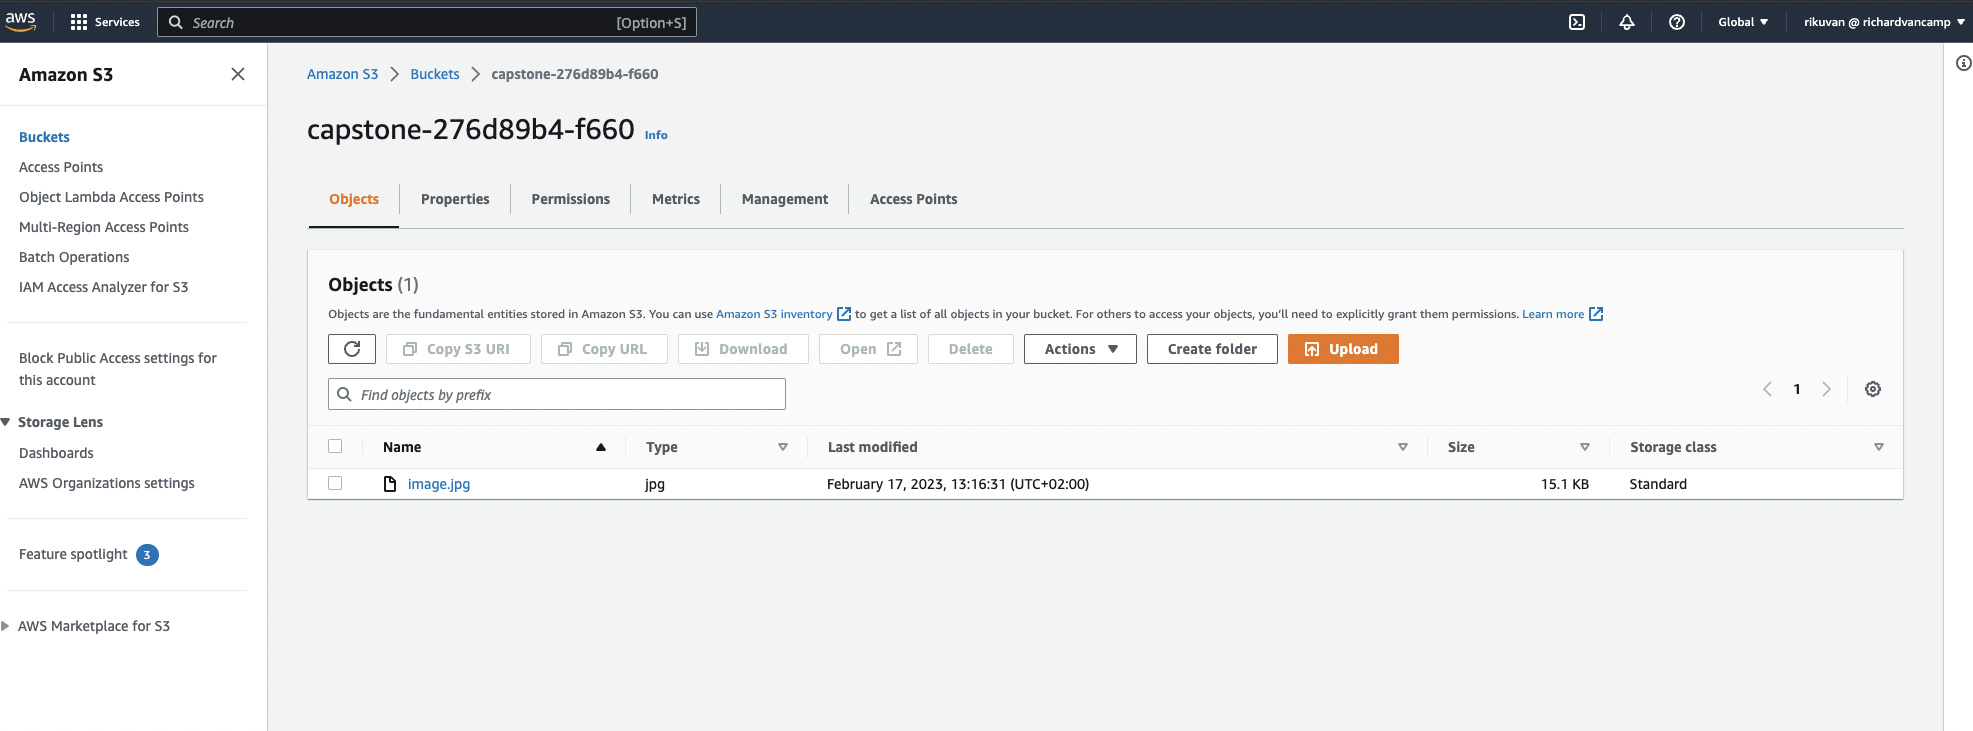 aws
Services
Search [Option+S]
Global
rikuvan @ richardvancamp
Amazon S3
Buckets
Access Points
Object Lambda Access Points
Multi-Region Access Points
Batch Operations
IAM Access Analyzer for S3
Block Public Access settings for
this account
Storage Lens
Dashboards
AWS Organizations settings
Feature spotlight 3
AWS Marketplace for S3
Amazon S3 > Buckets > capstone-276d89b4-f660
capstone-276d89b4-f660 Info
Objects Properties Permissions Metrics Management Access Points
Objects (1)
Objects are the fundamental entities stored in Amazon S3. You can use Amazon S3 inventory to get a list of all objects in your bucket. For others to access your objects, you'll need to explicitly grant them permissions. Learn more
Copy S3 URI Copy URL Download Open Delete Actions Create folder Upload
Find objects by prefix
1
Name Type Last modified Size Storage class
image.jpg jpg February 17, 2023, 13:16:31 (UTC+02:00) 15.1 KB Standard